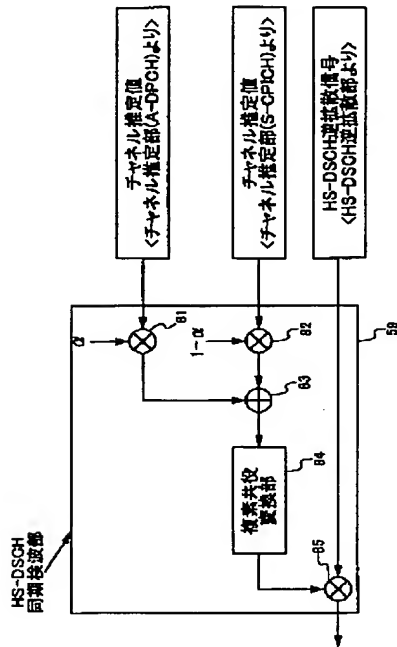 HS-DSCH
同期検波部
チャネル推定値
<チャネル推定部(A-DPCH)より>
α
81
チャネル推定値
<チャネル推定部(S-CPICH)より>
1-α
82
83
HS-DSCH逆拡散信号
<HS-DSCH逆拡散部より>
複素共役
変換部
84
85
59